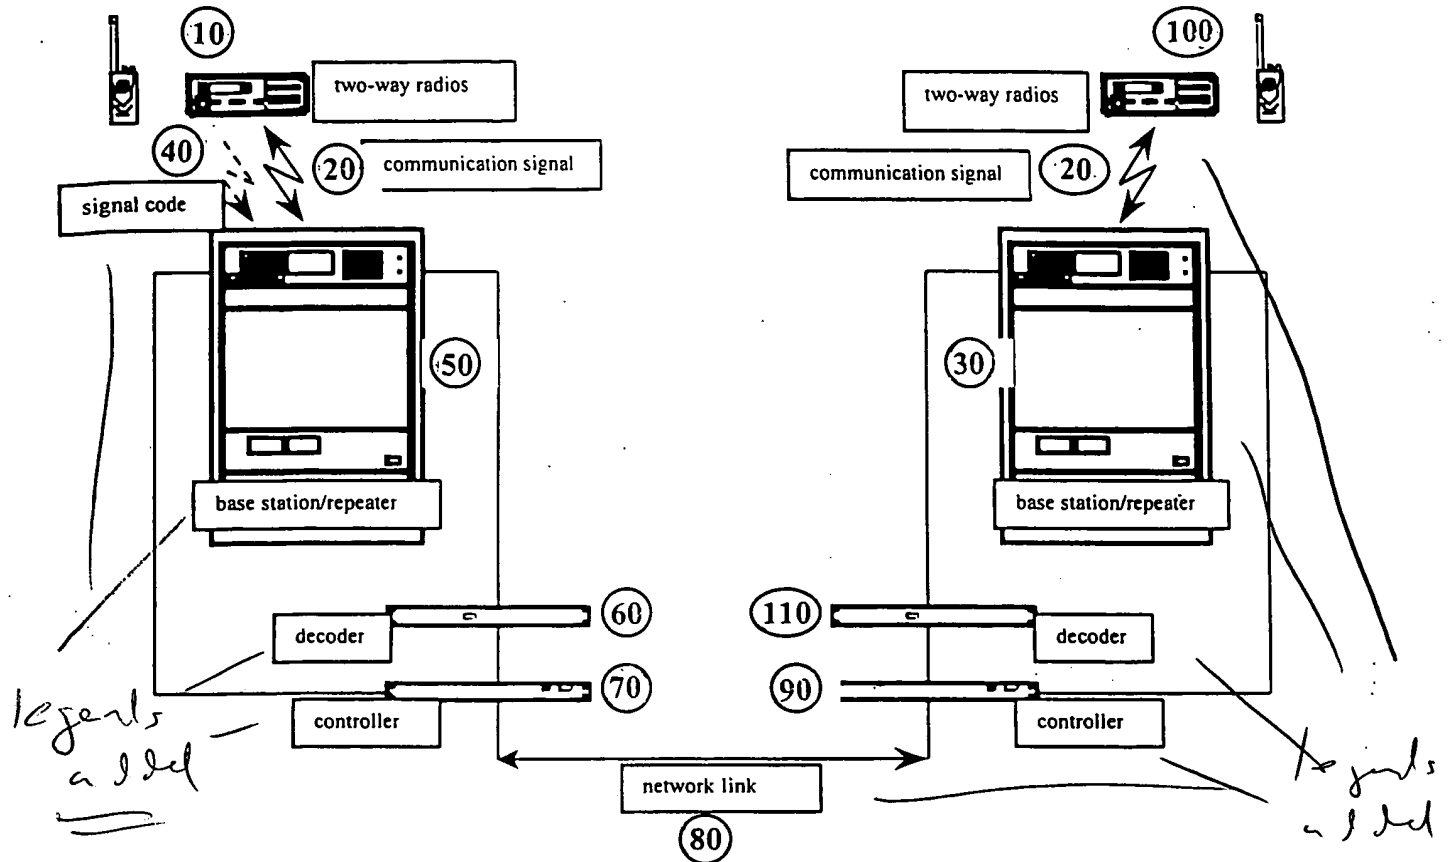 10
100
two-way radios
two-way radios
40
20
communication signal
communication signal
20
signal code
50
30
base station/repeater
base station/repeater
60
110
decoder
decoder
70
90
controller
controller
legends
added
legends
added
network link
80